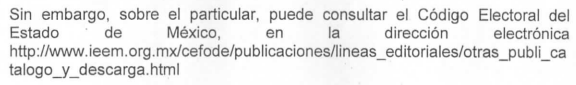 Sin embargo, sobre el particular, puede consultar el Código Electoral del
Estado de México, en la dirección electrónica
http://www.ieem.org.mx/cefode/publicaciones/lineas_editoriales/otras_publi_ca
talogo_y_descarga.html